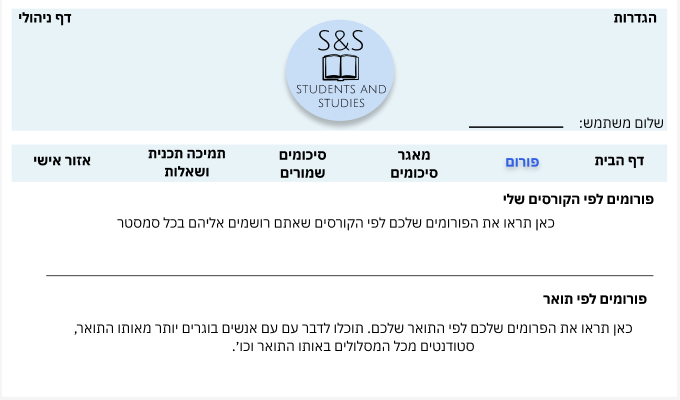 הגדרות
דף ניהולי
S&S
STUDENTS AND
STUDIES
שלום משתמש:
דף הבית
פורום
מאגר
סיכומים
סיכומים
שמורים
תמיכה תכנית
ושאלות
אזור אישי
פורומים לפי הקורסים שלי
כאן תראו את הפורומים שלכם לפי הקורסים שאתם רושמים אליהם בכל סמסטר
פורומים לפי תואר
כאן תראו את הפרומים שלכם לפי התואר שלכם. תוכלו לדבר עם עם אנשים בוגרים יותר מאותו התואר,
סטודנטים מכל המסלולים באותו התואר וכו'.